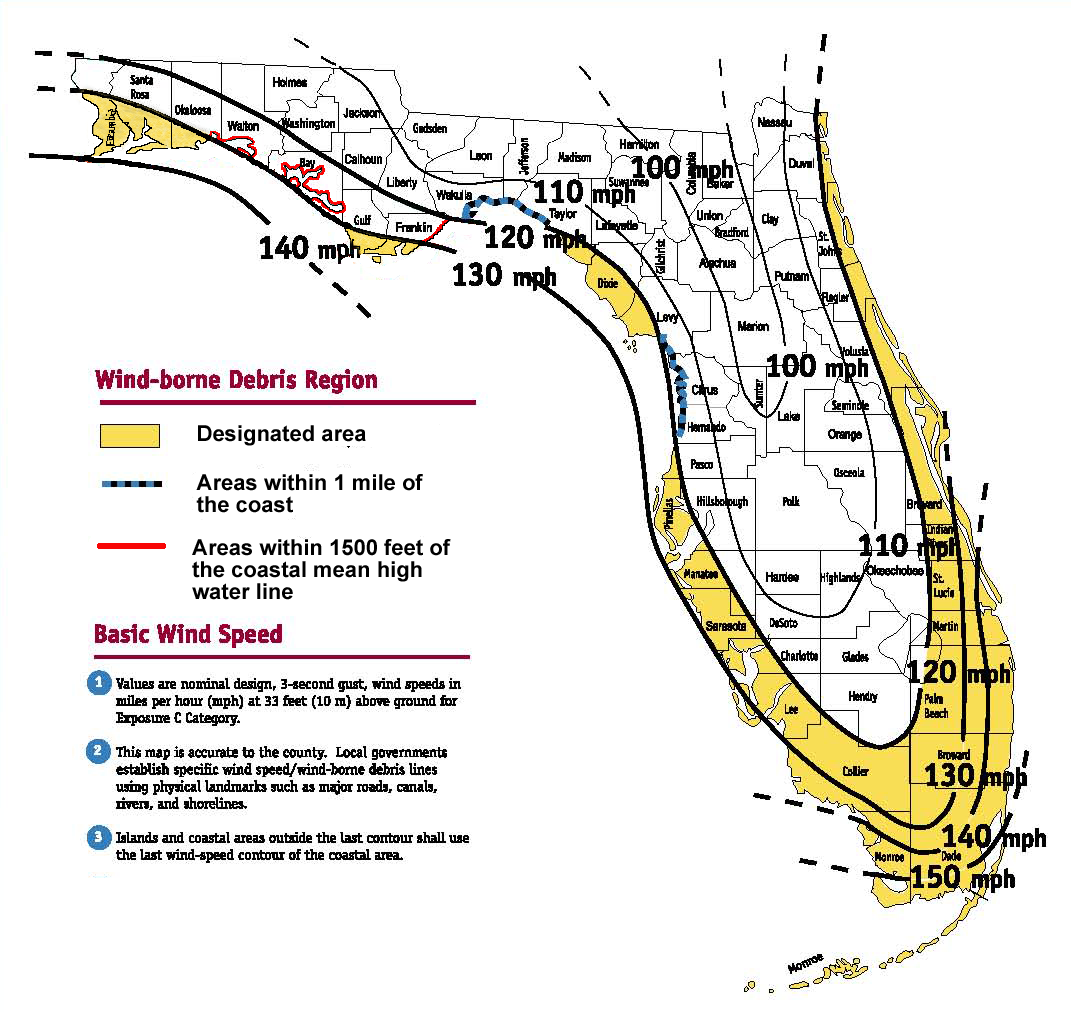 Santa
Rosa
Holmes
Okaloosa
Escambia
Walton
Washington
Jackson
Bay
Calhoun
Gadsden
Liberty
Leon
Jefferson
Madison
Hamilton
Nassau
Duval
Columbia
Baker
100 mph
Suwannee
110 mph
Wakulla
Taylor
Lafayette
Gulf
Frankin
Union
Bradford
Clay
St.
Johns
120 mph
140 mph
130 mph
Gilchrist
Alachua
Putnam
Dixie
Flagler
Levy
Marion
Volusia
100 mph
Citrus
Sumter
Lake
Seminole
Hernando
Orange
Pasco
Osceola
Hillsborough
Polk
Pinellas
Brevard
Indian
110 mph
Manatee
Hardee
Highlands
Okeechobee
St.
Lucie
Sarasota
DeSoto
Martin
Charlotte
Glades
120 mph
Lee
Hendry
Palm
Beach
Collier
Broward
130 mph
140 mph
Monroe
Dade
150 mph
Monroe
Wind-borne Debris Region
Designated area
Areas within 1 mile of
the coast
Areas within 1500 feet of
the coastal mean high
water line
Basic Wind Speed
1 Values are nominal design, 3-second gust, wind speeds in
miles per hour (mph) at 33 feet (10 m) above ground for
Exposure C Category.
2 This map is accurate to the county. Local governments
establish specific wind speed/wind-borne debris lines
using physical landmarks such as major roads, canals,
rivers, and shorelines.
3 Islands and coastal areas outside the last contour shall use
the last wind-speed contour of the coastal area.